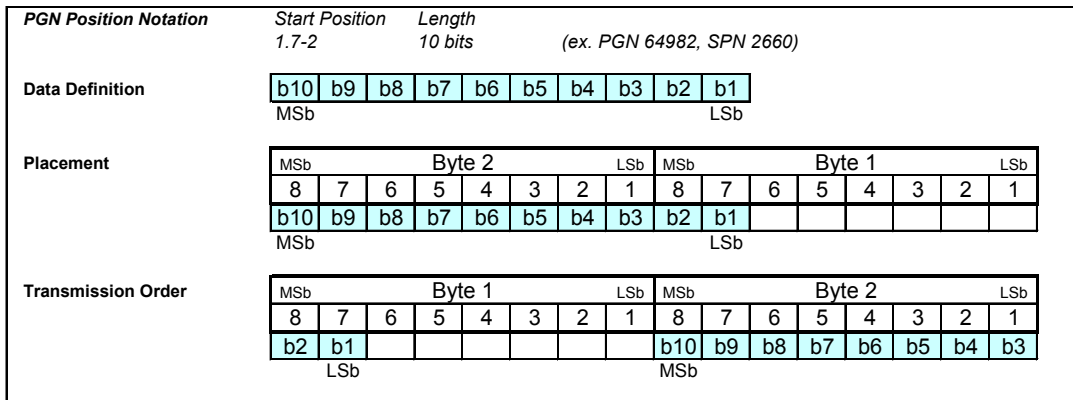 PGN Position Notation Start Position Length
1.7-2 10 bits (ex. PGN 64982, SPN 2660)
Data Definition b10 b9 b8 b7 b6 b5 b4 b3 b2 b1
MSb LSb
Placement MSb Byte 2 LSb MSb Byte 1 LSb
8 7 6 5 4 3 2 1 8 7 6 5 4 3 2 1
b10 b9 b8 b7 b6 b5 b4 b3 b2 b1
MSb LSb
Transmission Order MSb Byte 1 LSb MSb Byte 2 LSb
8 7 6 5 4 3 2 1 8 7 6 5 4 3 2 1
b2 b1 b10 b9 b8 b7 b6 b5 b4 b3
LSb MSb